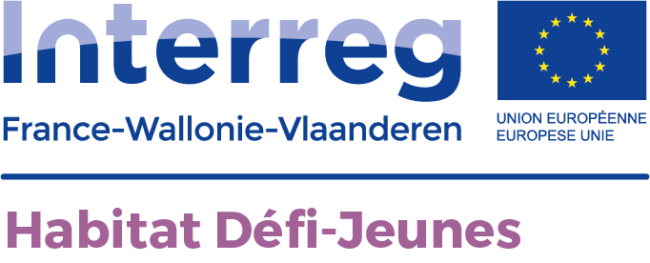 Interreg
France-Wallonie-Vlaanderen
UNION EUROPÉENNE
EUROPESE UNIE
Habitat Défi-Jeunes